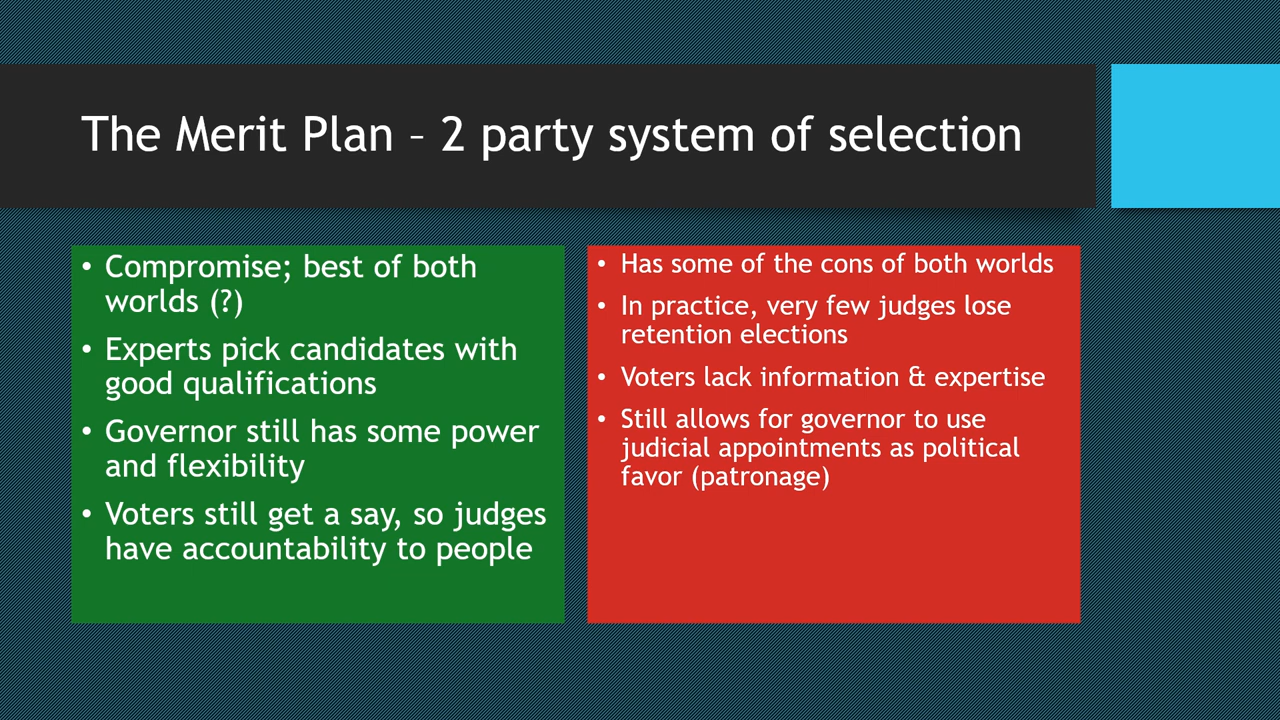 The Merit Plan – 2 party system of selection
• Compromise; best of both
worlds (?)
• Experts pick candidates with
good qualifications
• Governor still has some power
and flexibility
• Voters still get a say, so judges
have accountability to people
• Has some of the cons of both worlds
• In practice, very few judges lose
retention elections
• Voters lack information & expertise
• Still allows for governor to use
judicial appointments as political
favor (patronage)